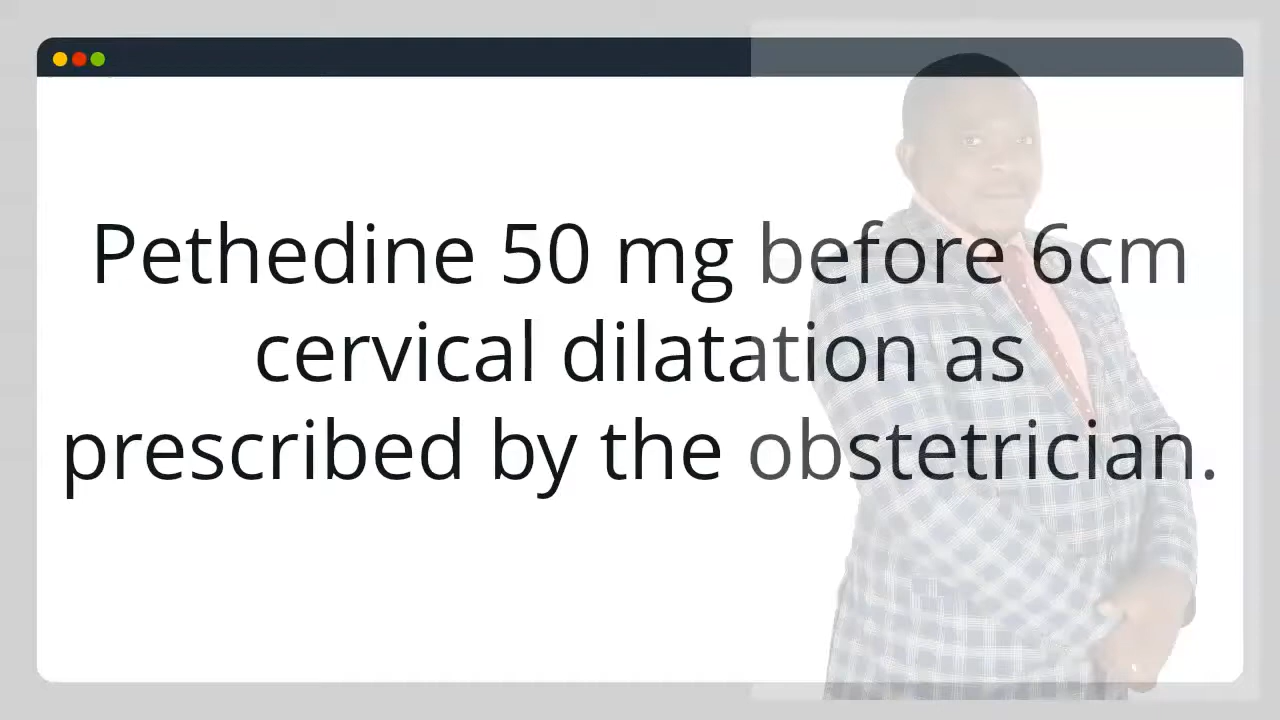 Pethedine 50 mg before 6cm
cervical dilatation as
prescribed by the obstetrician.